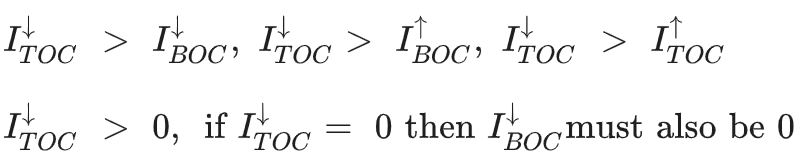 I↓TOC > I↓BOC, I↓TOC > I↑BOC, I↓TOC > I↑TOC
I↓TOC > 0, if I↓TOC = 0 then I↓BOC must also be 0